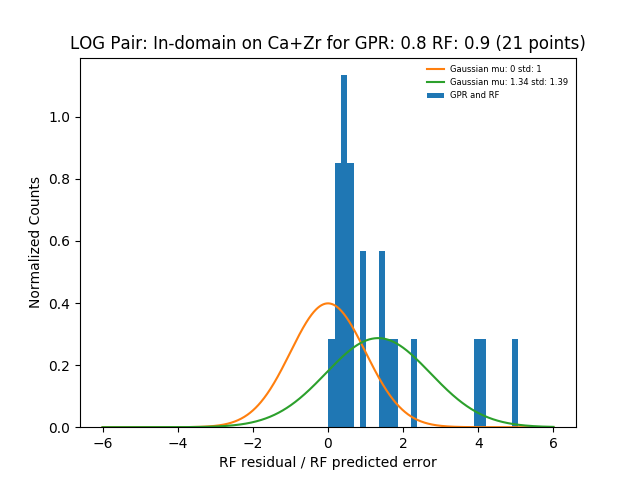 LOG Pair: In-domain on Ca+Zr for GPR: 0.8 RF: 0.9 (21 points)
Gaussian mu: 0 std: 1
Gaussian mu: 1.34 std: 1.39
GPR and RF
Normalized Counts
1.0
0.8
0.6
0.4
0.2
0.0
−6 −4 −2 0 2 4 6
RF residual / RF predicted error